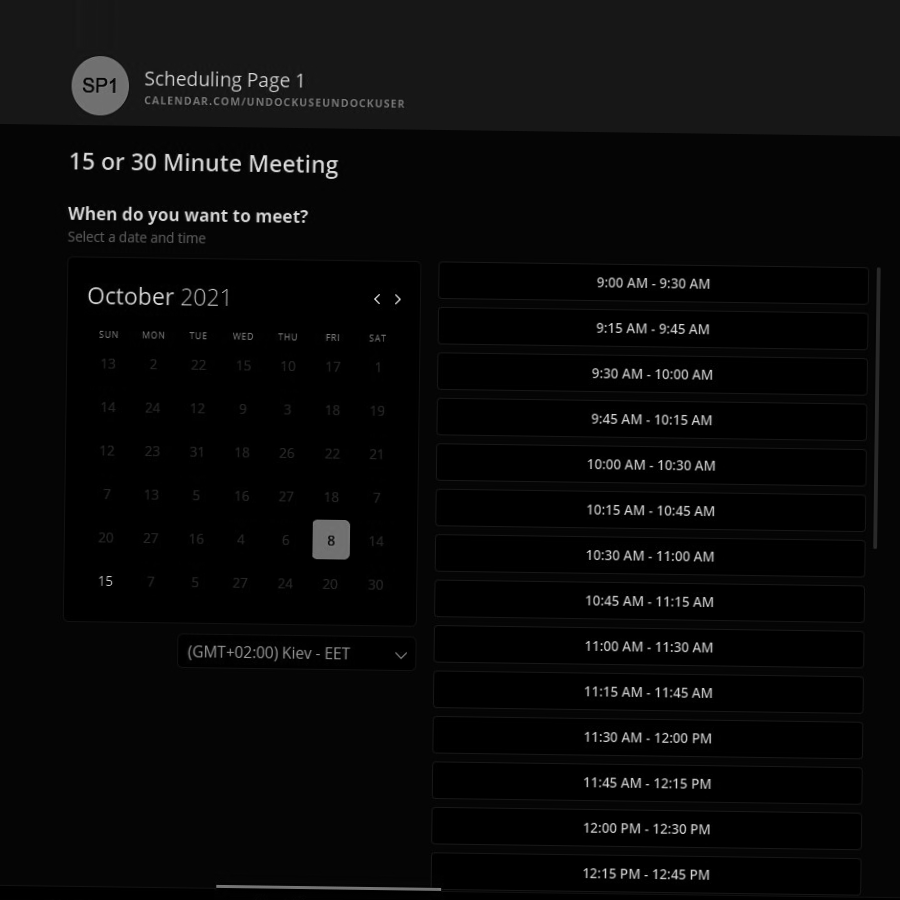 SP1
Scheduling Page 1
CALENDAR.COM/UNDOCKUSEUNDOCKUSER
15 or 30 Minute Meeting
When do you want to meet?
Select a date and time
October 2021
SUN MON TUE WED THU FRI SAT
13 2 22 15 10 17 1
14 24 12 9 3 18 19
12 23 31 18 26 22 21
7 13 5 16 27 18 7
20 27 16 4 6 8 14
15 7 5 27 24 20 30
(GMT+02:00) Kiev - EET
9:00 AM - 9:30 AM
9:15 AM - 9:45 AM
9:30 AM - 10:00 AM
9:45 AM - 10:15 AM
10:00 AM - 10:30 AM
10:15 AM - 10:45 AM
10:30 AM - 11:00 AM
10:45 AM - 11:15 AM
11:00 AM - 11:30 AM
11:15 AM - 11:45 AM
11:30 AM - 12:00 PM
11:45 AM - 12:15 PM
12:00 PM - 12:30 PM
12:15 PM - 12:45 PM